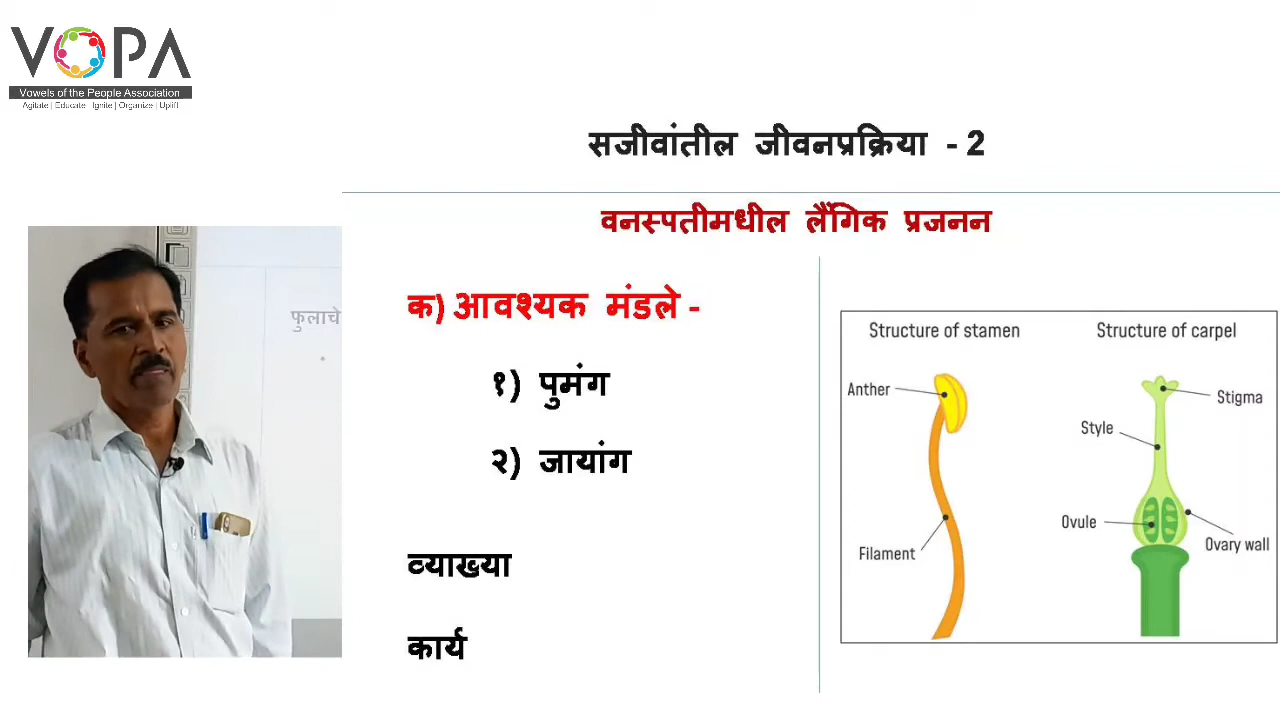 VOPA
Vowels of the People Association
Agitate | Educate | Ignite | Organize | Uplift
सजीवांतील जीवनप्रक्रिया - 2
वनस्पतीमधील लैंगिक प्रजनन
फुलाचे
क) आवश्यक मंडले -
१) पुमंग
२) जायांग
व्याख्या
कार्य
Structure of stamen
Structure of carpel
Anther
Stigma
Style
Ovule
Ovary wall
Filament